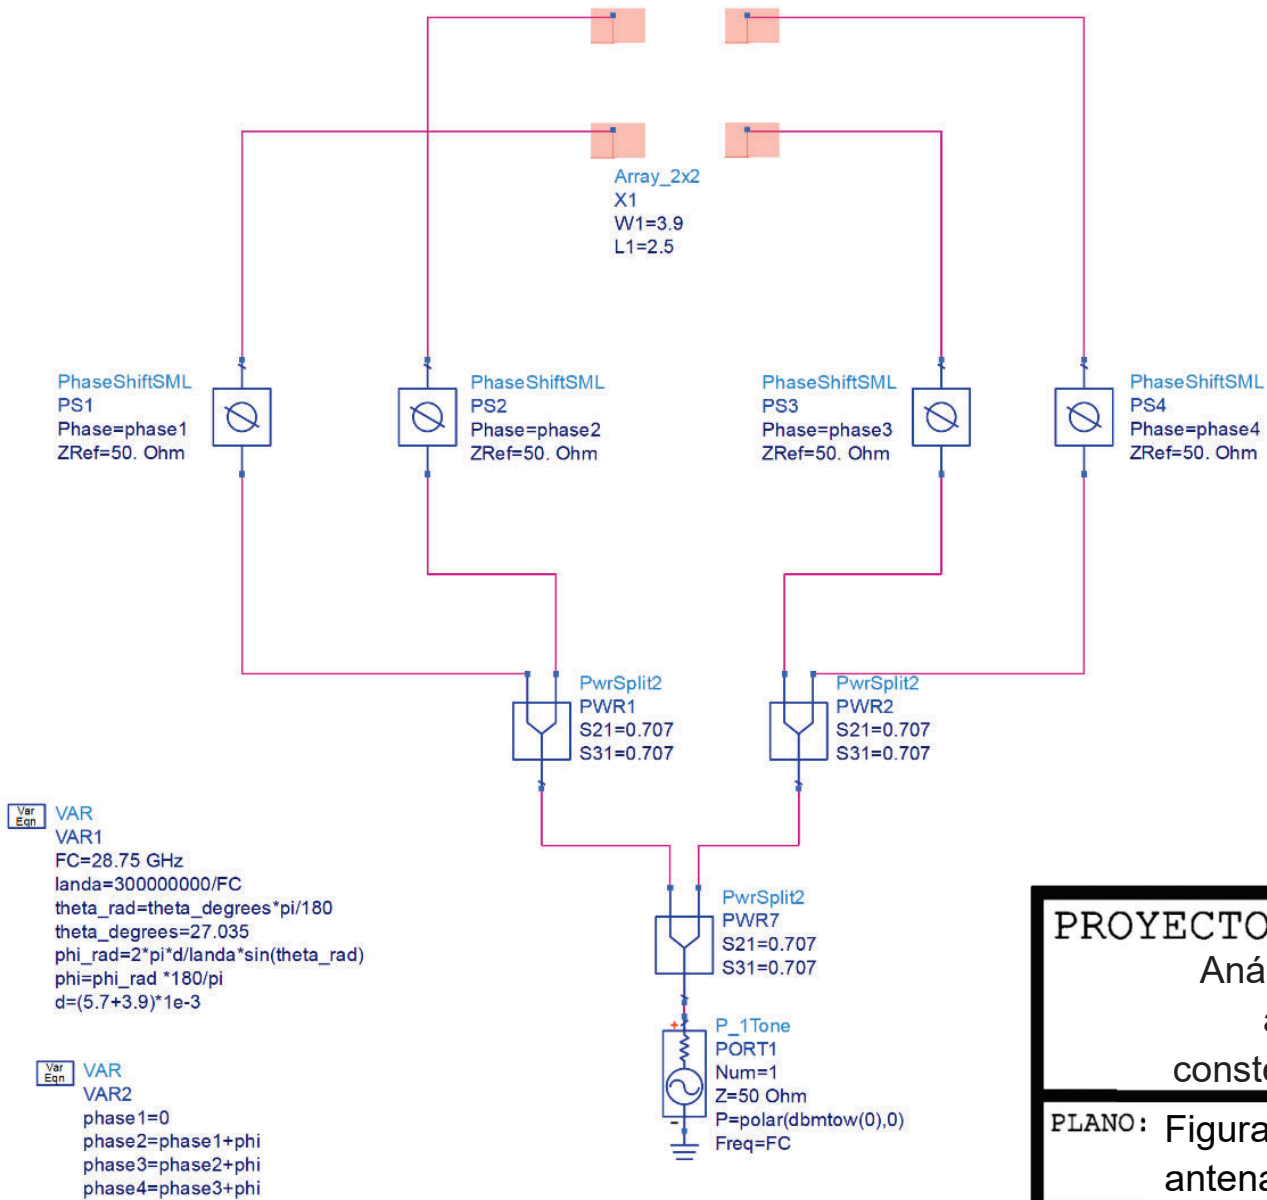 Array_2x2
X1
W1=3.9
L1=2.5
PhaseShiftSML
PS1
Phase=phase1
ZRef=50. Ohm
PhaseShiftSML
PS2
Phase=phase2
ZRef=50. Ohm
PhaseShiftSML
PS3
Phase=phase3
ZRef=50. Ohm
PhaseShiftSML
PS4
Phase=phase4
ZRef=50. Ohm
PwrSplit2
PWR1
S21=0.707
S31=0.707
PwrSplit2
PWR2
S21=0.707
S31=0.707
Var
Eqn
VAR
VAR1
FC=28.75 GHz
landa=300000000/FC
theta_rad=theta_degrees*pi/180
theta_degrees=27.035
phi_rad=2*pi*d/landa*sin(theta_rad)
phi=phi_rad *180/pi
d=(5.7+3.9)*1e-3
PwrSplit2
PWR7
S21=0.707
S31=0.707
P_1Tone
PORT1
Num=1
Z=50 Ohm
P=polar(dbmtow(0),0)
Freq=FC
Var
Eqn
VAR
VAR2
phase1=0
phase2=phase1+phi
phase3=phase2+phi
phase4=phase3+phi
PROYECTO
Aná
a
conste
PLANO: Figura
antena